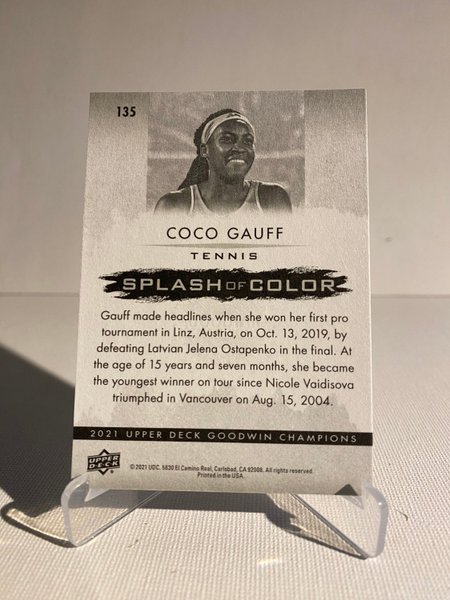 135
COCO GAUFF
TENNIS
SPLASH OF COLOR
Gauff made headlines when she won her first pro
tournament in Linz, Austria, on Oct. 13, 2019, by
defeating Latvian Jelena Ostapenko in the final. At
the age of 15 years and seven months, she became
the youngest winner on tour since Nicole Vaidisova
triumphed in Vancouver on Aug. 15, 2004.
2021 UPPER DECK GOODWIN CHAMPIONS
UPPER
DECK
© 2021 UDC. 5830 El Camino Real, Carlsbad, CA 92008. All rights reserved.
Printed in the USA.